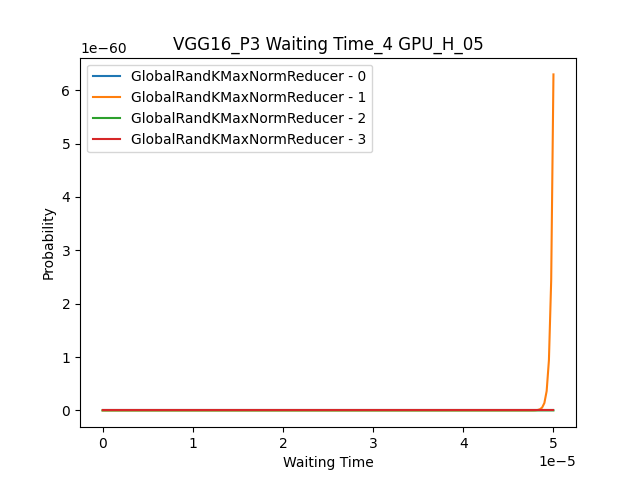 VGG16_P3 Waiting Time_4 GPU_H_05
1e−60
GlobalRandKMaxNormReducer - 0
GlobalRandKMaxNormReducer - 1
GlobalRandKMaxNormReducer - 2
GlobalRandKMaxNormReducer - 3
6
5
4
3
2
1
0
Probability
0 1 2 3 4 5
1e−5
Waiting Time